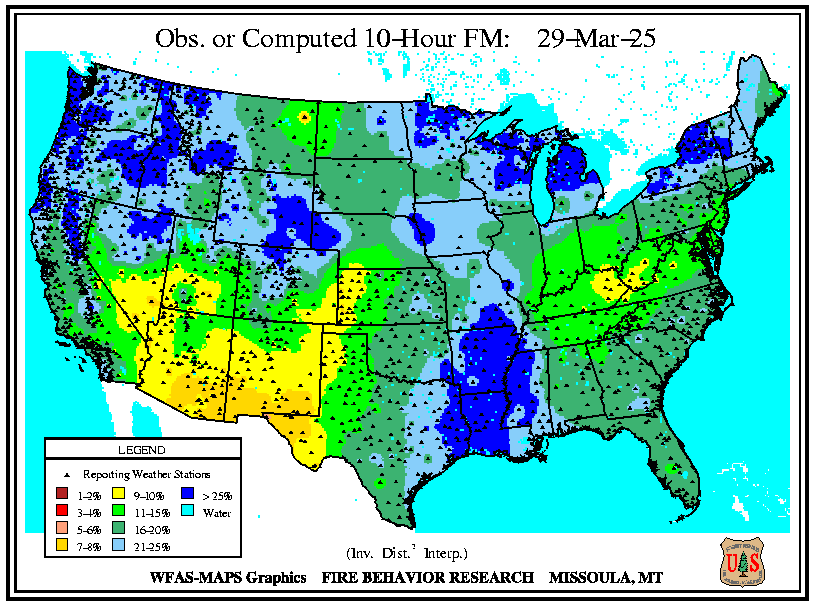 Obs. or Computed 10-Hour FM: 29-Mar-25
LEGEND
Reporting Weather Stations
1-2% 9-10% > 25%
3-4% 11-15% Water
5-6% 16-20%
7-8% 21-25%
(Inv. Dist.² Interp.)
WFAS-MAPS Graphics FIRE BEHAVIOR RESEARCH MISSOULA, MT
U S